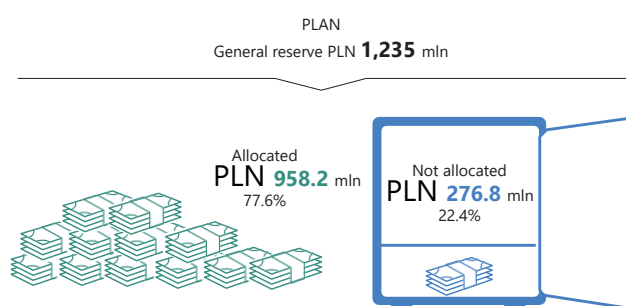 PLAN
General reserve PLN 1,235 mln
Allocated
PLN 958.2 mln
77.6%
Not allocated
PLN 276.8 mln
22.4%